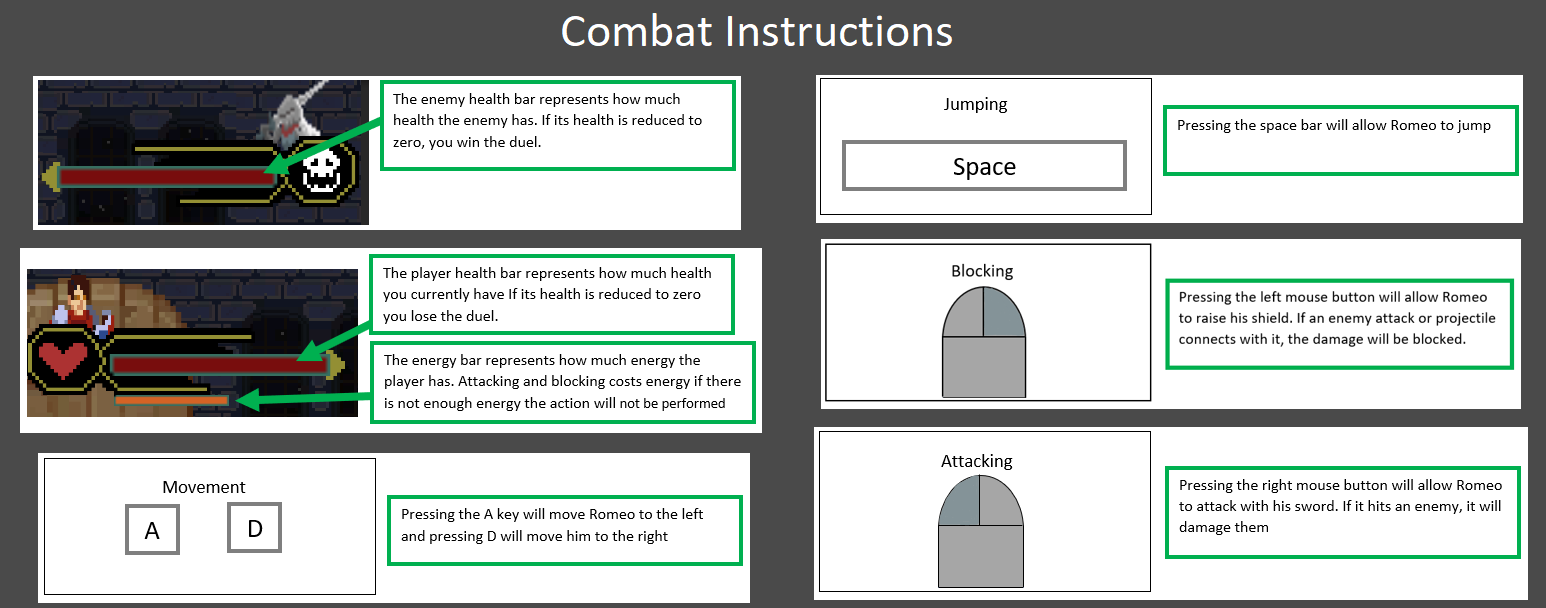 Combat Instructions
The enemy health bar represents how much
health the enemy has. If its health is reduced to
zero, you win the duel.
The player health bar represents how much health
you currently have If its health is reduced to zero
you lose the duel.
The energy bar represents how much energy the
player has. Attacking and blocking costs energy if there
is not enough energy the action will not be performed
Movement
A
D
Pressing the A key will move Romeo to the left
and pressing D will move him to the right
Jumping
Space
Pressing the space bar will allow Romeo to jump
Blocking
Pressing the left mouse button will allow Romeo
to raise his shield. If an enemy attack or projectile
connects with it, the damage will be blocked.
Attacking
Pressing the right mouse button will allow Romeo
to attack with his sword. If it hits an enemy, it will
damage them